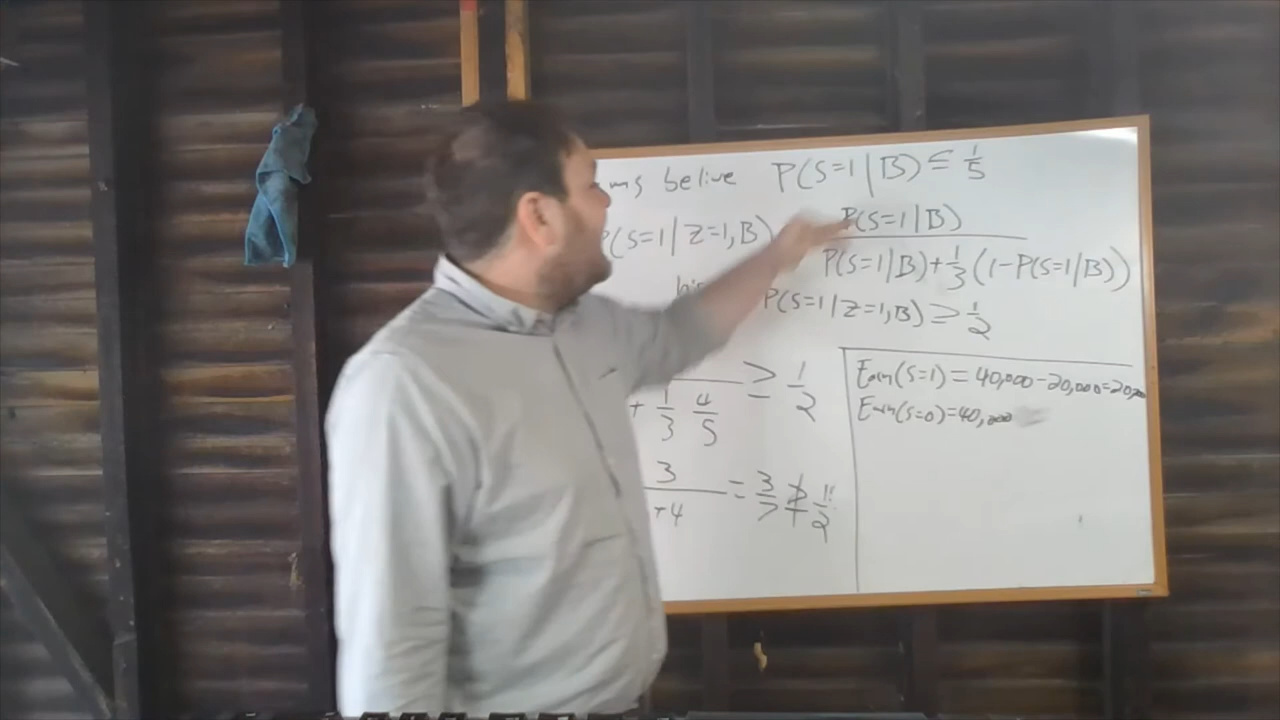 ms belive P(S=1|B) ≤ 1/5
P(S=1|Z=1,B) P(S=1|B) / P(S=1|B)+1/3(1-P(S=1|B))
P(S=1|Z=1,B) ≥ 1/2
+ 1/3 4/5 ≥ 1/2
3 / +4 = 3/7 ≱ 1/2
Earn(S=1) = 40,000-20,000=20,000
Earn(S=0)=40,000